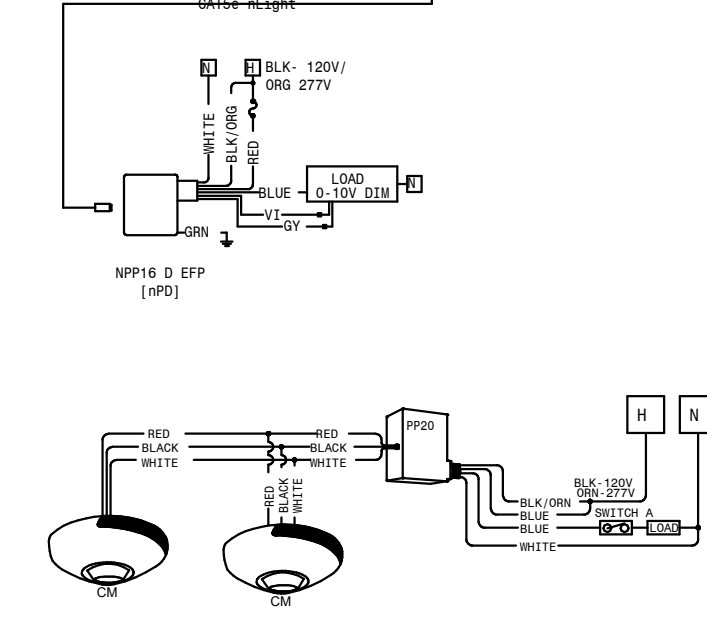 CAT5e nLight
N
H
BLK- 120V/
ORG 277V
WHITE
BLK/ORG
RED
LOAD
0-10V DIM
N
BLUE
VI
GY
GRN
NPP16 D EFP
[nPD]
H
N
PP20
RED
RED
BLACK
BLACK
WHITE
WHITE
RED
BLACK
WHITE
BLK-120V
ORN-277V
BLK/ORN
BLUE
SWITCH A
BLUE
LOAD
WHITE
CM
CM